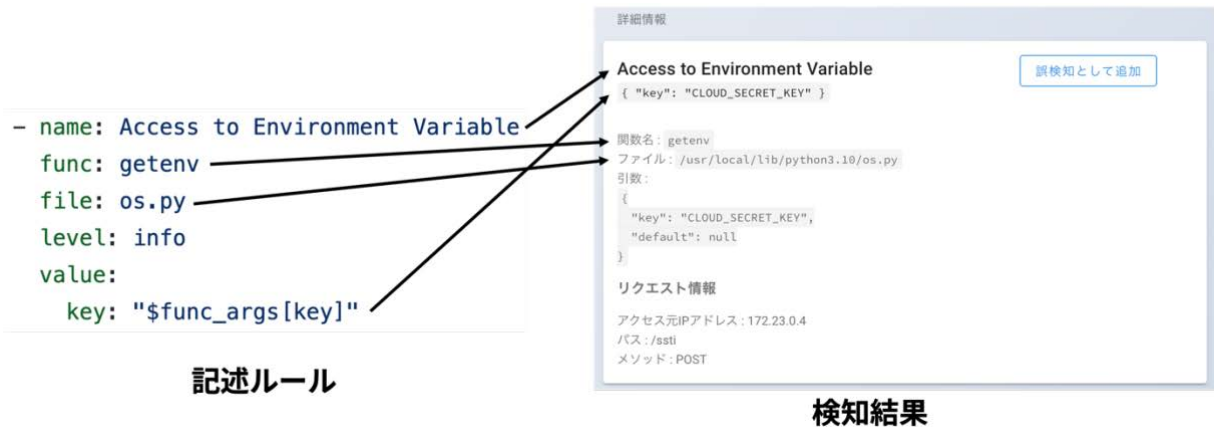 - name: Access to Environment Variable
func: getenv
file: os.py
level: info
value:
key: "$func_args[key]"
記述ルール
詳細情報
Access to Environment Variable
誤検知として追加
{ "key": "CLOUD_SECRET_KEY" }
関数名 : getenv
ファイル : /usr/local/lib/python3.10/os.py
引数 :
{
"key": "CLOUD_SECRET_KEY",
"default": null
}
リクエスト情報
アクセス元IPアドレス : 172.23.0.4
パス : /ssti
メソッド : POST
検知結果